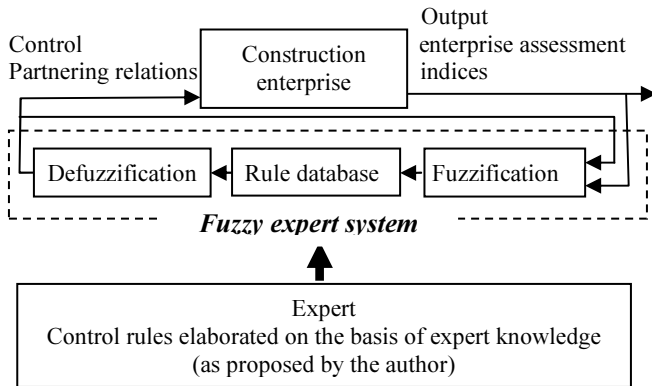 Control
Partnering relations
Construction
enterprise
Output
enterprise assessment
indices
Defuzzification
Rule database
Fuzzification
Fuzzy expert system
Expert
Control rules elaborated on the basis of expert knowledge
(as proposed by the author)